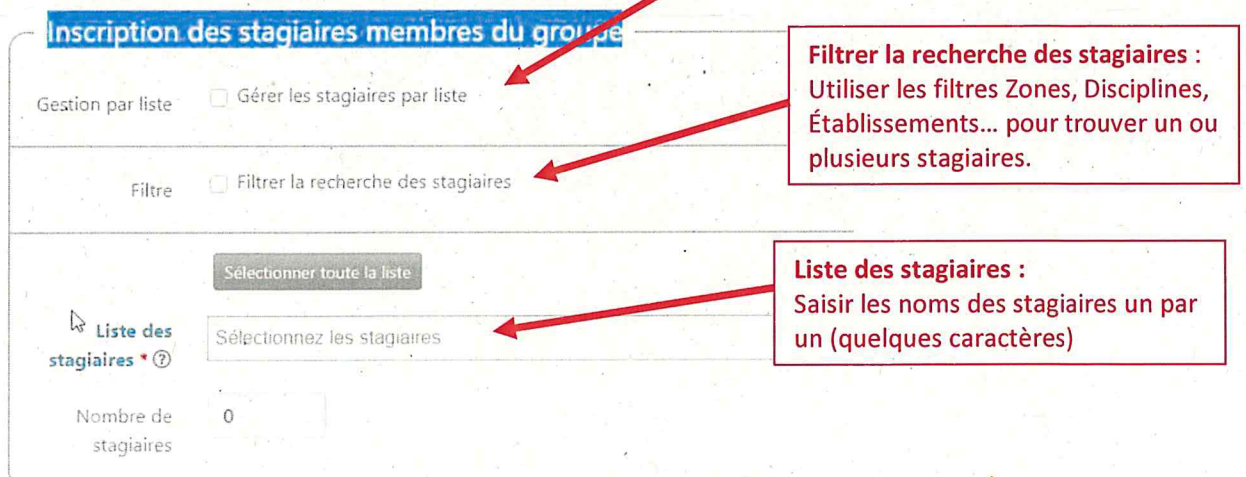 Inscription des stagiaires membres du groupe
Gestion par liste
Gérer les stagiaires par liste
Filtrer la recherche des stagiaires :
Utiliser les filtres Zones, Disciplines,
Établissements... pour trouver un ou
plusieurs stagiaires.
Filtre
Filtrer la recherche des stagiaires
Sélectionner toute la liste
Liste des
stagiaires * ?
Sélectionnez les stagiaires
Liste des stagiaires :
Saisir les noms des stagiaires un par
un (quelques caractères)
Nombre de
stagiaires
0